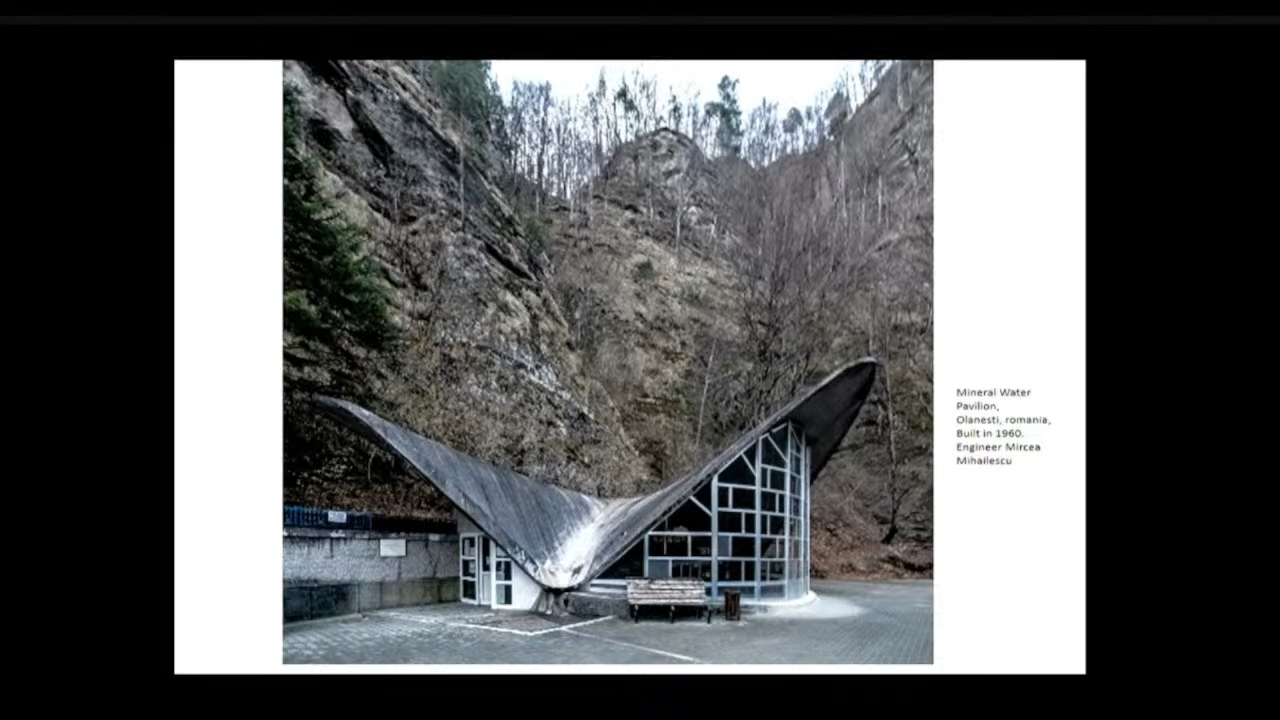 Mineral Water
Pavilion,
Olanesti, romania,
Built in 1960.
Engineer Mircea
Mihailescu